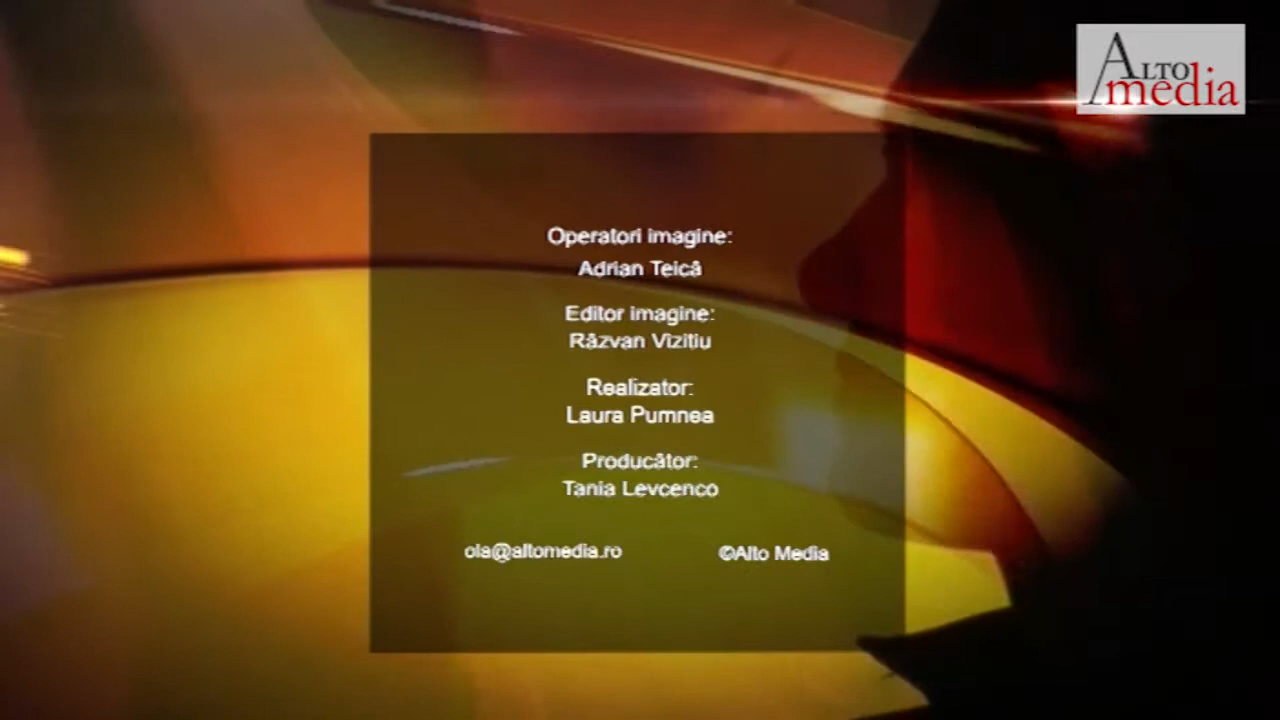 ALTO
media
Operatori imagine:
Adrian Teică
Editor imagine:
Răzvan Vizitiu
Realizator:
Laura Pumnea
Producător:
Tania Levcenco
ola@altomedia.ro ©Alto Media